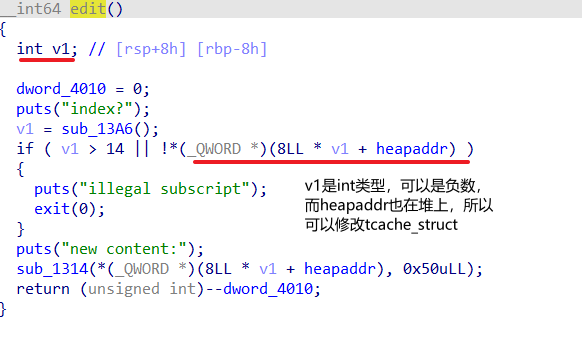 __int64 edit()
{
int v1; // [rsp+8h] [rbp-8h]
dword_4010 = 0;
puts("index?");
v1 = sub_13A6();
if ( v1 > 14 || !*(_QWORD *)(8LL * v1 + heapaddr) )
{
puts("illegal subscript");
exit(0);
}
v1是int类型，可以是负数，
而heapaddr也在堆上，所以
可以修改tcache_struct
puts("new content:");
sub_1314(*(_QWORD *)(8LL * v1 + heapaddr), 0x50uLL);
return (unsigned int)--dword_4010;
}